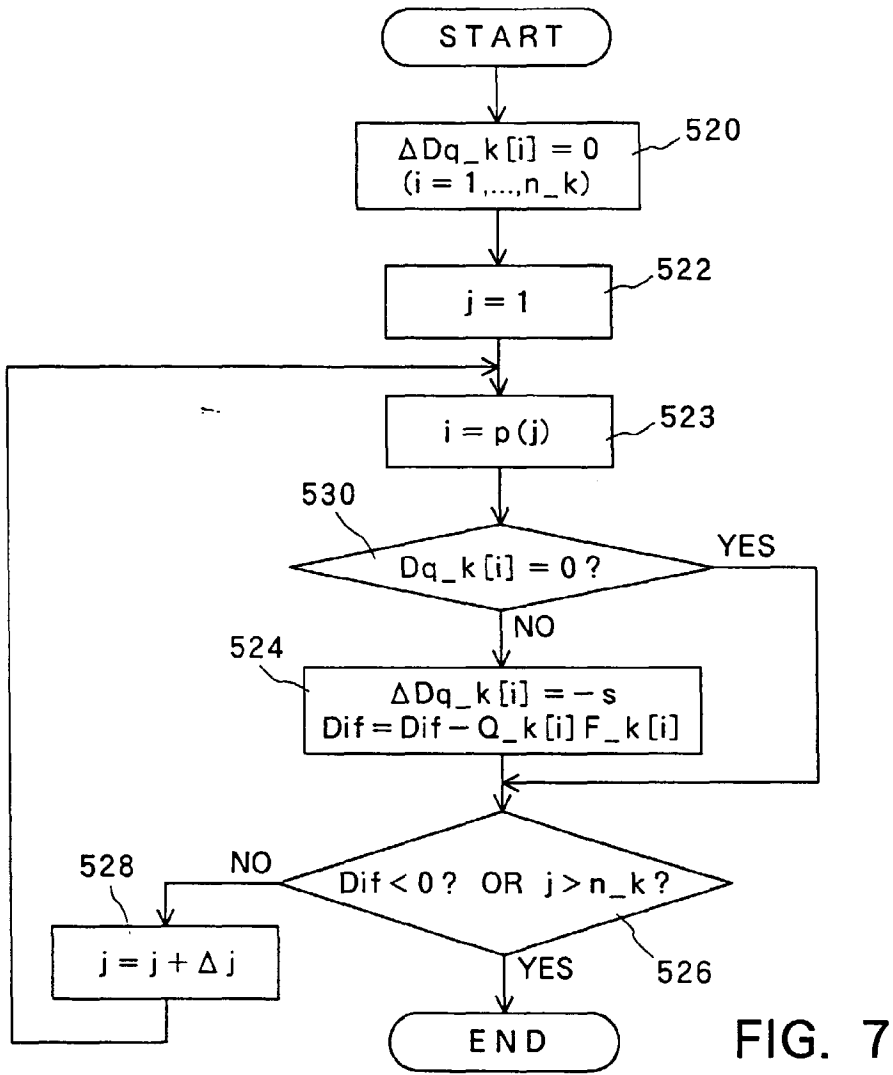 START
ΔDq_k[i] = 0
(i = 1,...,n_k)
520
j = 1
522
i = p(j)
523
530
Dq_k[i] = 0?
YES
NO
524
ΔDq_k[i] = -s
Dif = Dif - Q_k[i] F_k[i]
528
NO
Dif < 0? OR j > n_k?
j = j + Δj
YES
526
END
FIG. 7